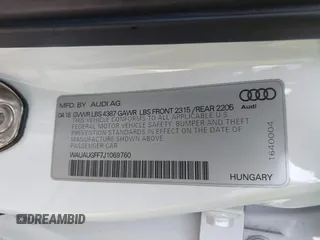 MFD. BY: AUDI AG
04.18 GVWR LBS 4387 GAWR LBS FRONT 2315 / REAR 2205
THIS VEHICLE CONFORMS TO ALL APPLICABLE U.S.
FEDERAL MOTOR VEHICLE SAFETY, BUMPER AND THEFT
PREVENTION STANDARDS IN EFFECT ON THE
DATE OF MANUFACTURE SHOWN ABOVE.
PASSENGER CAR
WAUAUGFF7J1069760
Audi
1640004
HUNGARY
DREAMBID